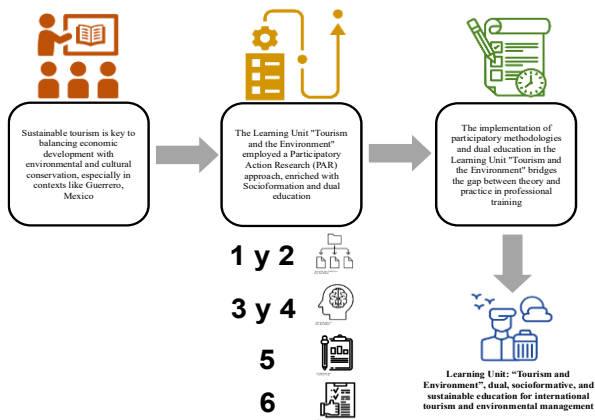 Sustainable tourism is key to
balancing economic
development with
environmental and cultural
conservation, especially in
contexts like Guerrero,
Mexico
The Learning Unit "Tourism
and the Environment"
employed a Participatory
Action Research (PAR)
approach, enriched with
Socioformation and dual
education
The implementation of
participatory methodologies
and dual education in the
Learning Unit "Tourism and
the Environment" bridges
the gap between theory and
practice in professional
training
1 y 2
3 y 4
5
6
Learning Unit: “Tourism and
Environment”, dual, socioformative, and
sustainable education for international
tourism and environmental management